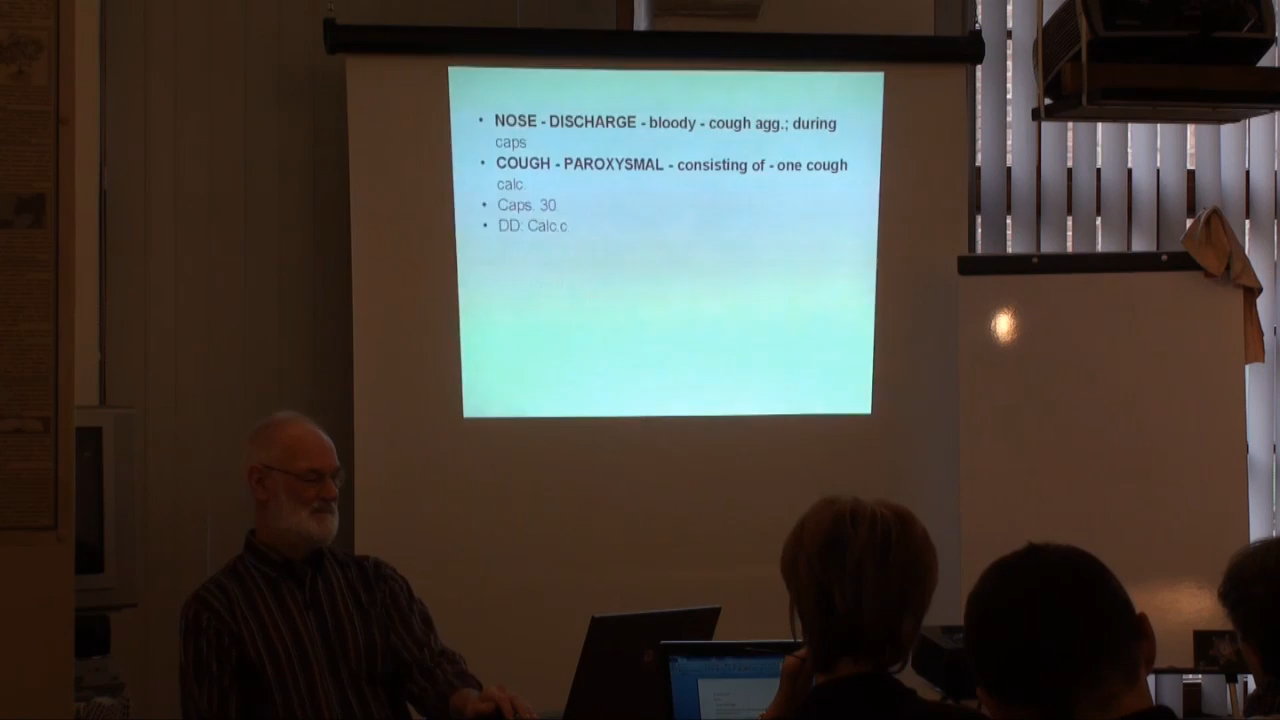 • NOSE - DISCHARGE - bloody - cough agg.; during
caps
• COUGH - PAROXYSMAL - consisting of - one cough
calc.
• Caps. 30.
• DD: Calc.c.